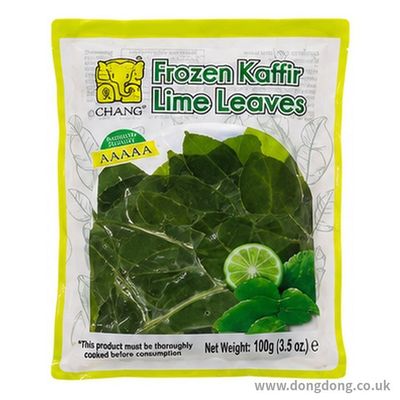 Frozen Kaffir
Lime Leaves
©CHANG®
AAAAA
*This product must be thoroughly
cooked before consumption
Net Weight: 100g (3.5 oz.) e
www.dongdong.co.uk